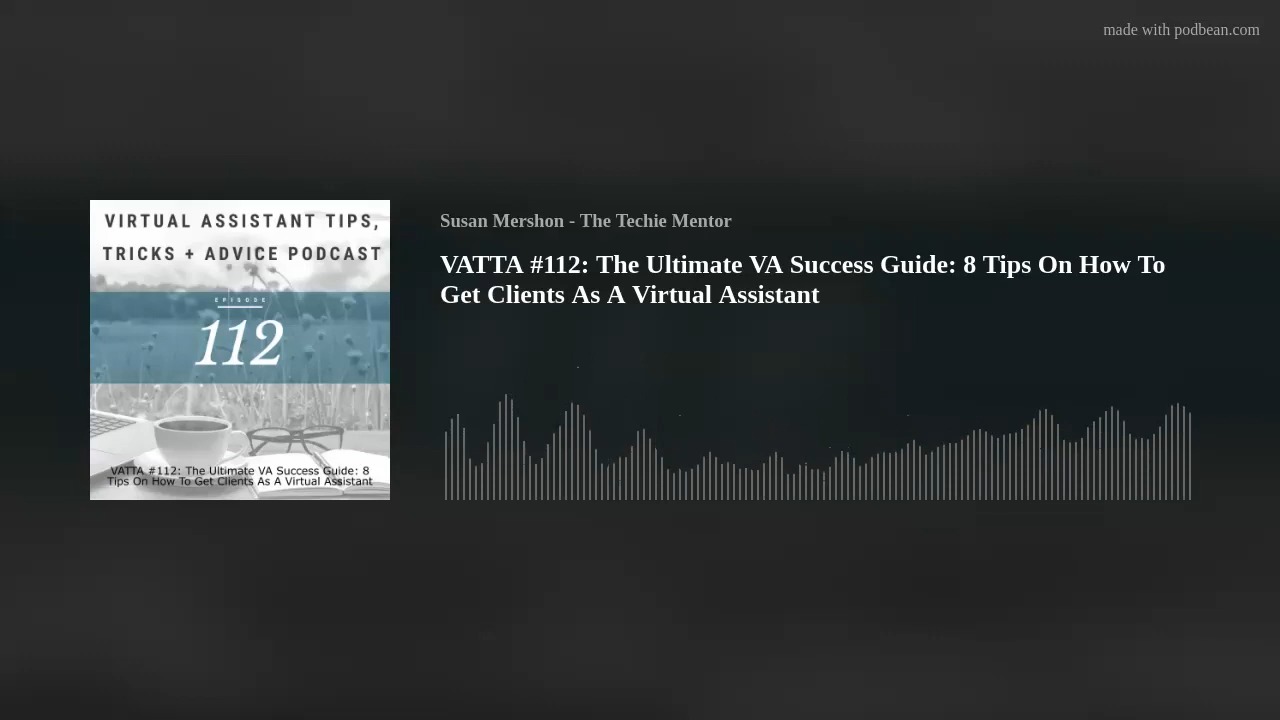 made with podbean.com
VIRTUAL ASSISTANT TIPS,
TRICKS + ADVICE PODCAST
EPISODE
112
VATTA #112: The Ultimate VA Success Guide: 8
Tips On How To Get Clients As A Virtual Assistant
Susan Mershon - The Techie Mentor
VATTA #112: The Ultimate VA Success Guide: 8 Tips On How To
Get Clients As A Virtual Assistant